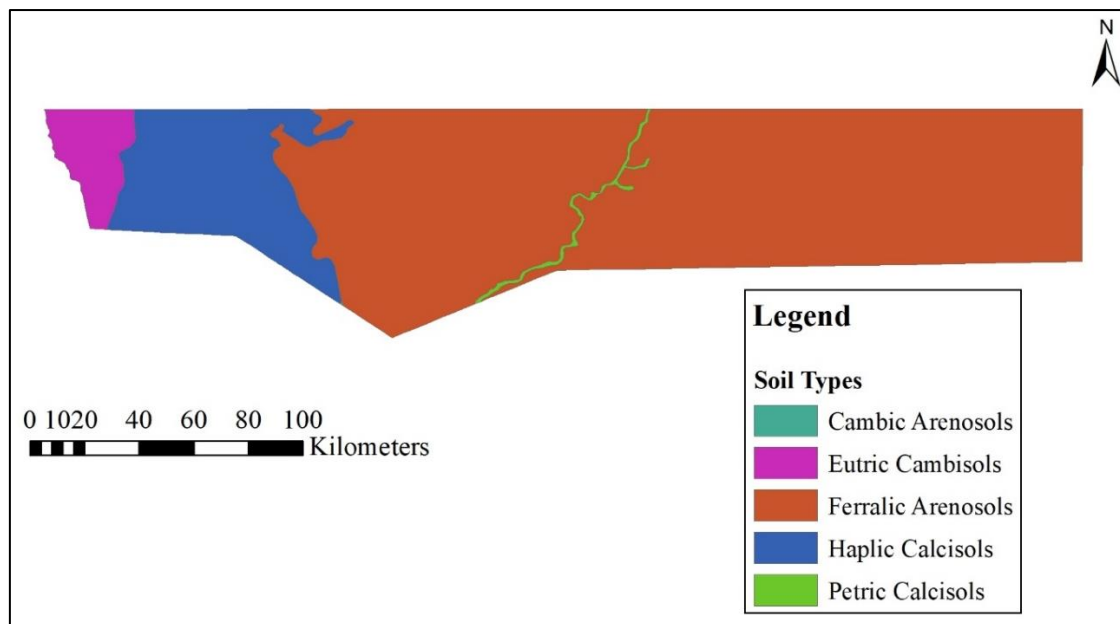 N
0 1020 40 60 80 100
Kilometers
Legend
Soil Types
Cambic Arenosols
Eutric Cambisols
Ferralic Arenosols
Haplic Calcisols
Petric Calcisols